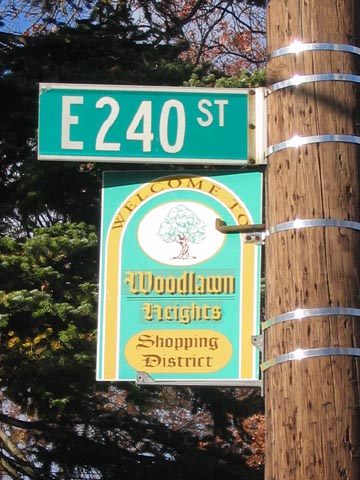 E 240 ST
WELCOME TO
Woodlawn
Heights
Shopping
District